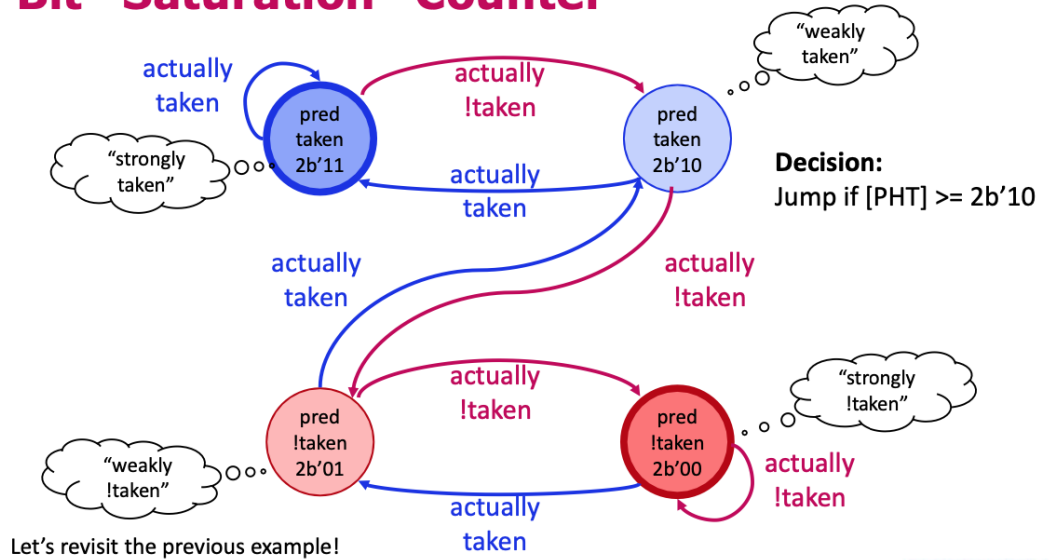 Bit "Saturation" Counter
"weakly
taken"
actually
taken
actually
!taken
pred
taken
2b'11
pred
taken
2b'10
"strongly
taken"
Decision:
Jump if [PHT] >= 2b'10
actually
taken
actually
taken
actually
!taken
actually
!taken
"strongly
!taken"
pred
!taken
2b'01
pred
!taken
2b'00
"weakly
!taken"
actually
!taken
actually
taken
Let's revisit the previous example!